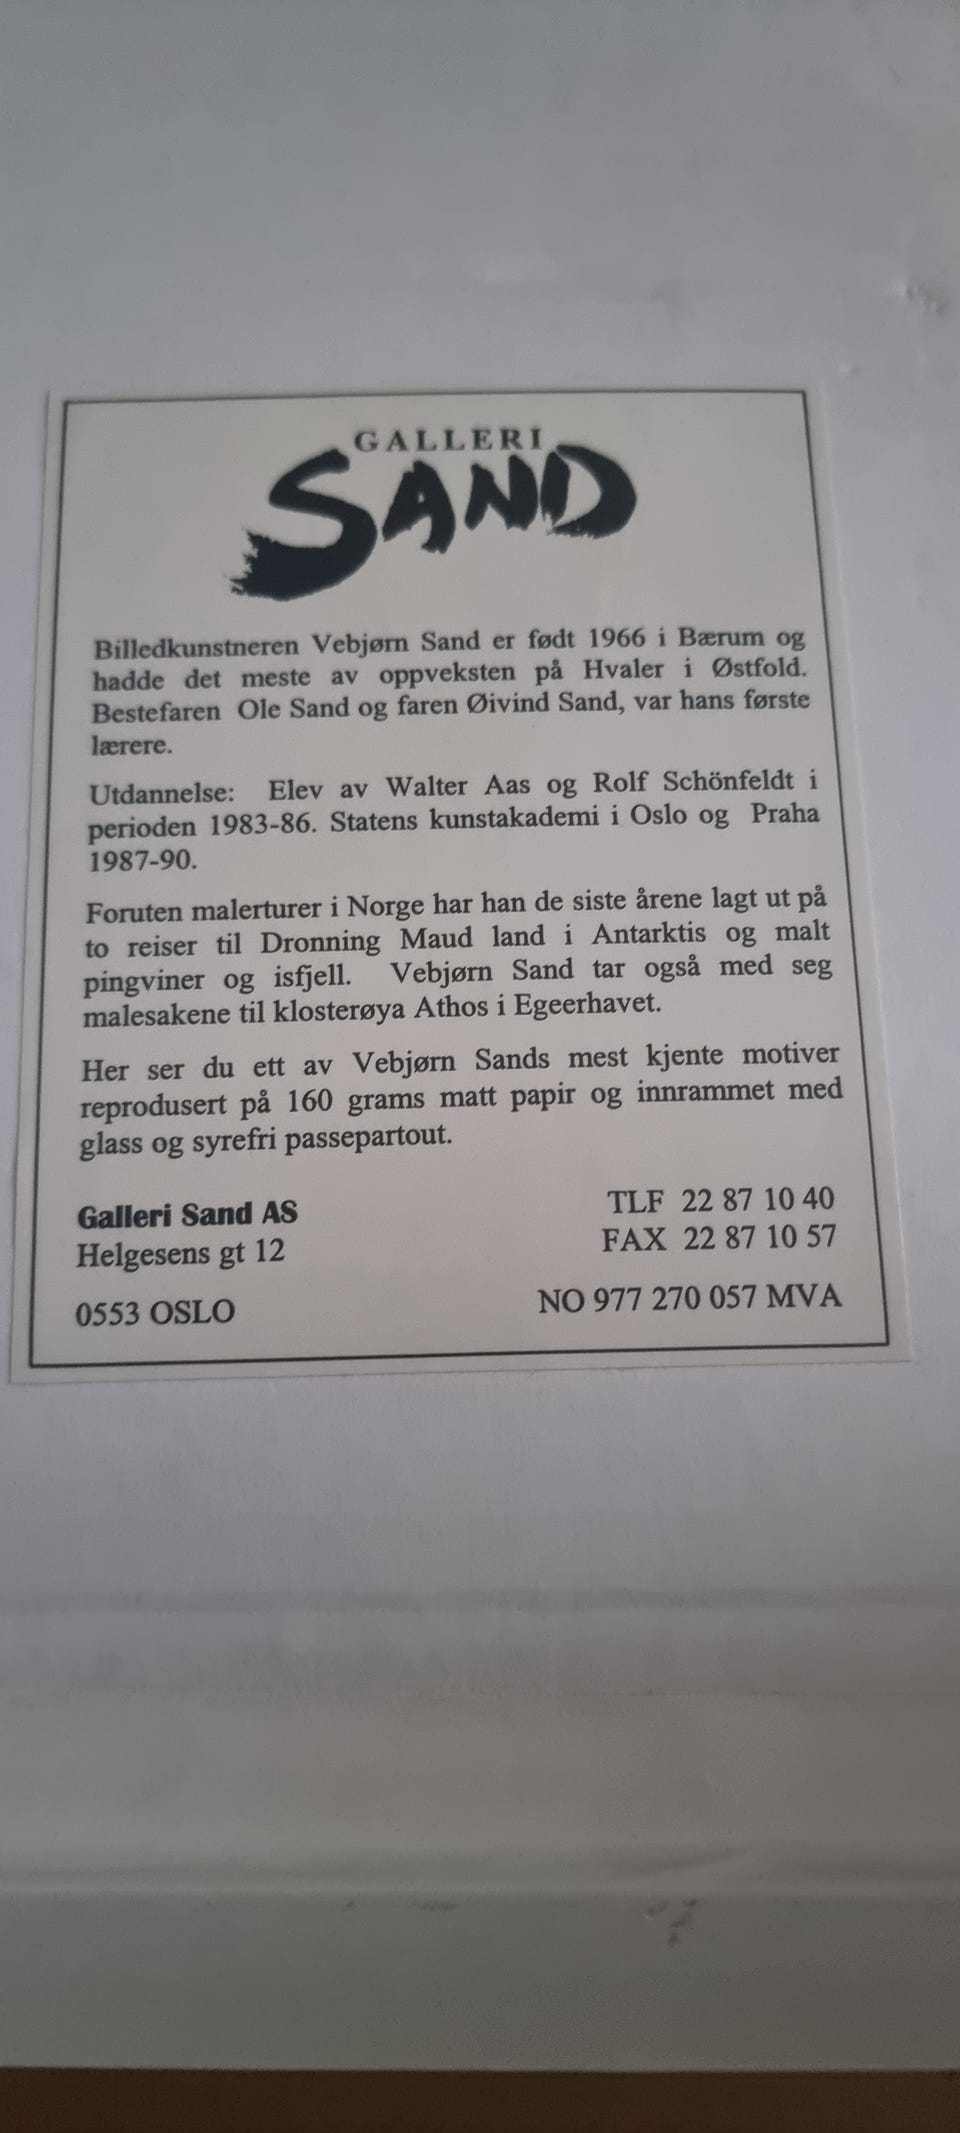 GALLERI
SAND
Billedkunstneren Vebjørn Sand er født 1966 i Bærum og
hadde det meste av oppveksten på Hvaler i Østfold.
Bestefaren Ole Sand og faren Øivind Sand, var hans første
lærere.
Utdannelse: Elev av Walter Aas og Rolf Schönfeldt i
perioden 1983-86. Statens kunstakademi i Oslo og Praha
1987-90.
Foruten malerturer i Norge har han de siste årene lagt ut på
to reiser til Dronning Maud land i Antarktis og malt
pingviner og isfjell. Vebjørn Sand tar også med seg
malesakene til klosterøya Athos i Egeerhavet.
Her ser du ett av Vebjørn Sands mest kjente motiver
reprodusert på 160 grams matt papir og innrammet med
glass og syrefri passepartout.
Galleri Sand AS TLF 22 87 10 40
Helgesens gt 12 FAX 22 87 10 57
0553 OSLO NO 977 270 057 MVA